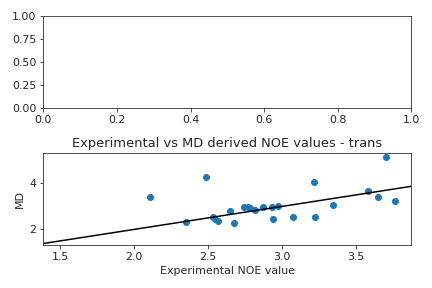 1.00
0.75
0.50
0.25
0.00
0.0 0.2 0.4 0.6 0.8 1.0
Experimental vs MD derived NOE values - trans
4
MD
2
1.5 2.0 2.5 3.0 3.5
Experimental NOE value